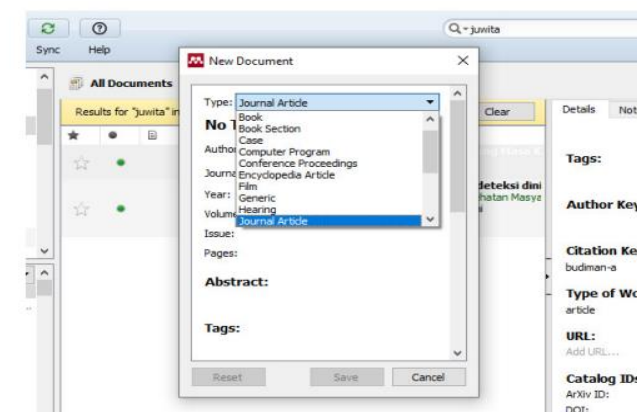 juwita
Sync Help
New Document
All Documents
Type: Journal Article
Results for "juwita" in
Clear
Details Not
Book
Book Section
Case
Computer Program
Conference Proceedings
Encyclopedia Article
Film
Generic
Hearing
Journal Article
No T
Author
Journa
Year:
Volume
Issue:
Pages:
Abstract:
Tags:
Reset Save Cancel
deteksi dini
hatan Masya
Tags:
Author Key
Citation Ke
budiman-a
Type of Wo
article
URL:
Add URL...
Catalog IDs
ArXiv ID:
DOI: